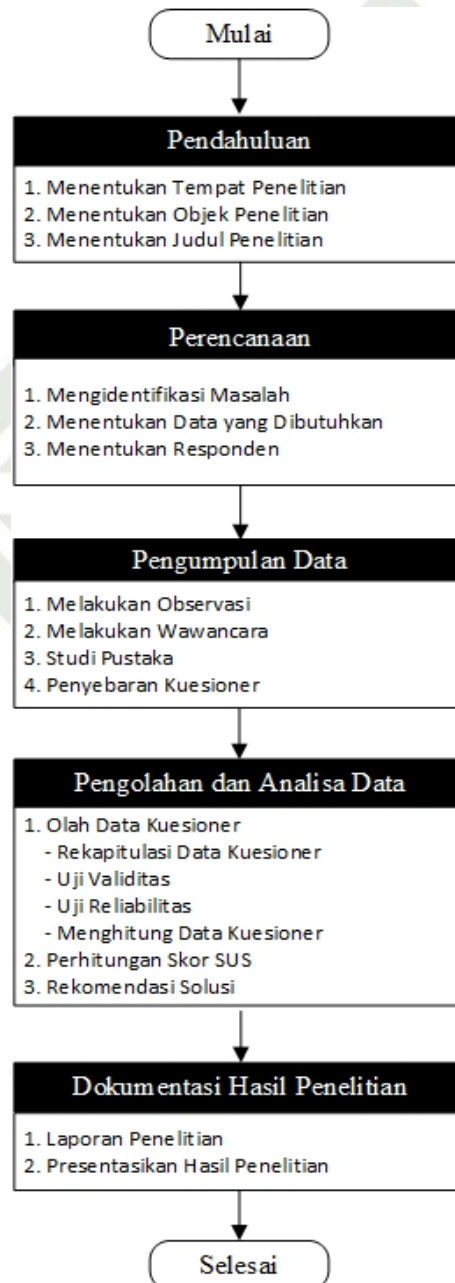 Mulai
Pendahuluan
1. Menentukan Tempat Penelitian
2. Menentukan Objek Penelitian
3. Menentukan Judul Penelitian
Perencanaan
1. Mengidentifikasi Masalah
2. Menentukan Data yang Dibutuhkan
3. Menentukan Responden
Pengumpulan Data
1. Melakukan Observasi
2. Melakukan Wawancara
3. Studi Pustaka
4. Penyebaran Kuesioner
Pengolahan dan Analisa Data
1. Olah Data Kuesioner
- Rekapitulasi Data Kuesioner
- Uji Validitas
- Uji Reliabilitas
- Menghitung Data Kuesioner
2. Perhitungan Skor SUS
3. Rekomendasi Solusi
Dokumentasi Hasil Penelitian
1. Laporan Penelitian
2. Presentasikan Hasil Penelitian
Selesai